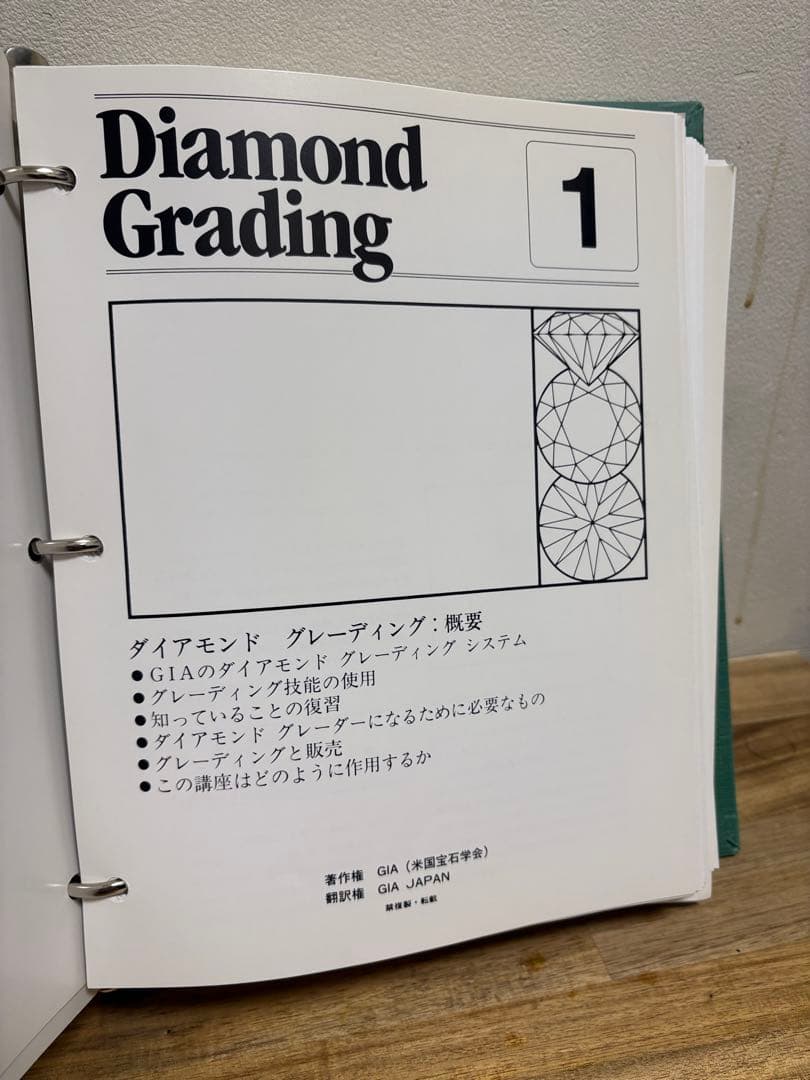 Diamond
Grading
1
ダイアモンド グレーディング：概要
●GIAのダイアモンド グレーディング システム
●グレーディング技能の使用
●知っていることの復習
●ダイアモンド グレーダーになるために必要なもの
●グレーディングと販売
●この講座はどのように作用するか
著作権 GIA（米国宝石学会）
翻訳権 GIA JAPAN
禁複製・転載